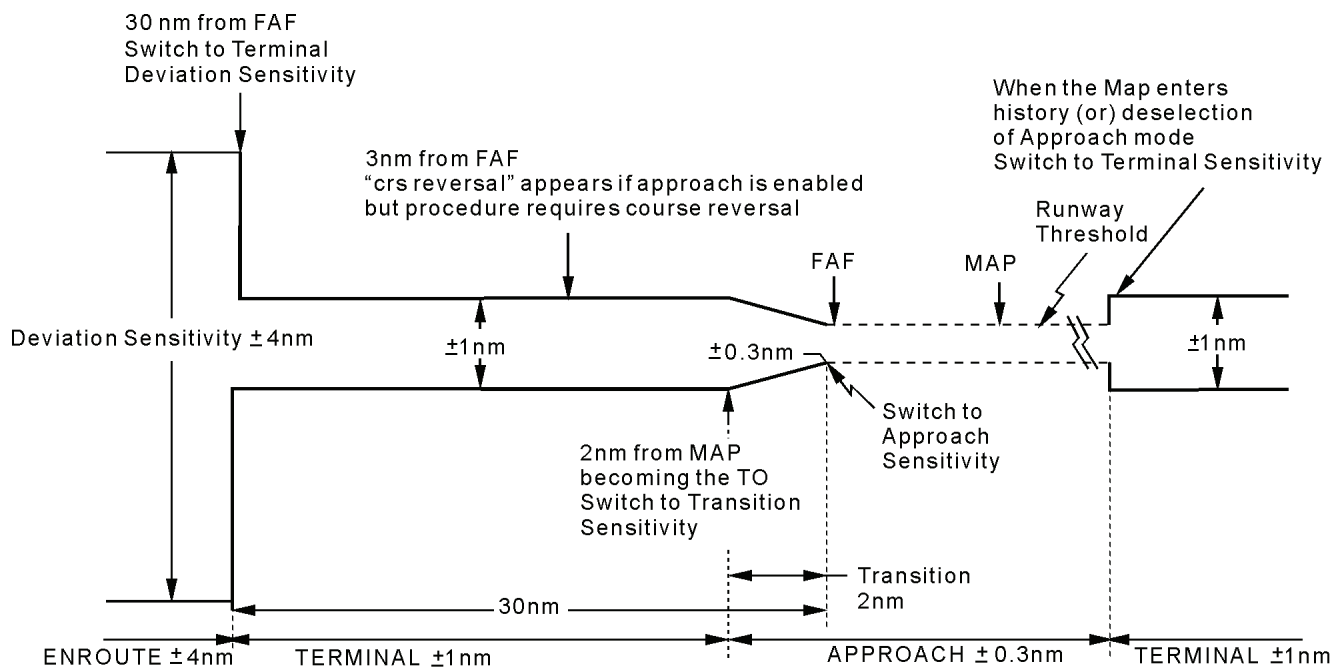 30 nm from FAF
Switch to Terminal
Deviation Sensitivity
When the Map enters
history (or) deselection
of Approach mode
Switch to Terminal Sensitivity
3nm from FAF
“crs reversal” appears if approach is enabled
but procedure requires course reversal
Runway
Threshold
FAF
MAP
Deviation Sensitivity ±4nm
±1nm
±0.3nm
±1nm
Switch to
Approach
Sensitivity
2nm from MAP
becoming the TO
Switch to Transition
Sensitivity
Transition
2nm
30nm
ENROUTE ±4nm
TERMINAL ±1nm
APPROACH ±0.3nm
TERMINAL ±1nm